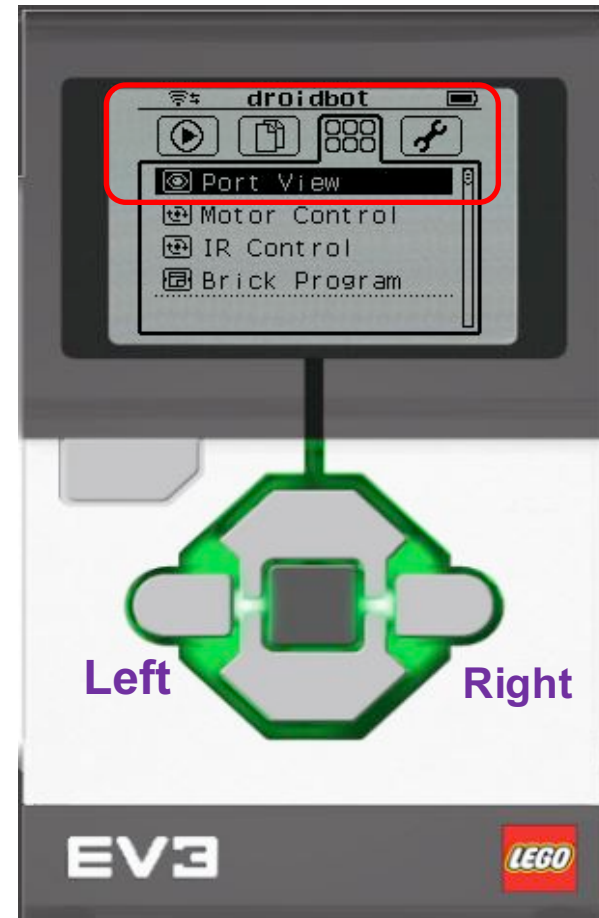 droidbot
Port View
Motor Control
IR Control
Brick Program
Left
Right
EV3
LEGO